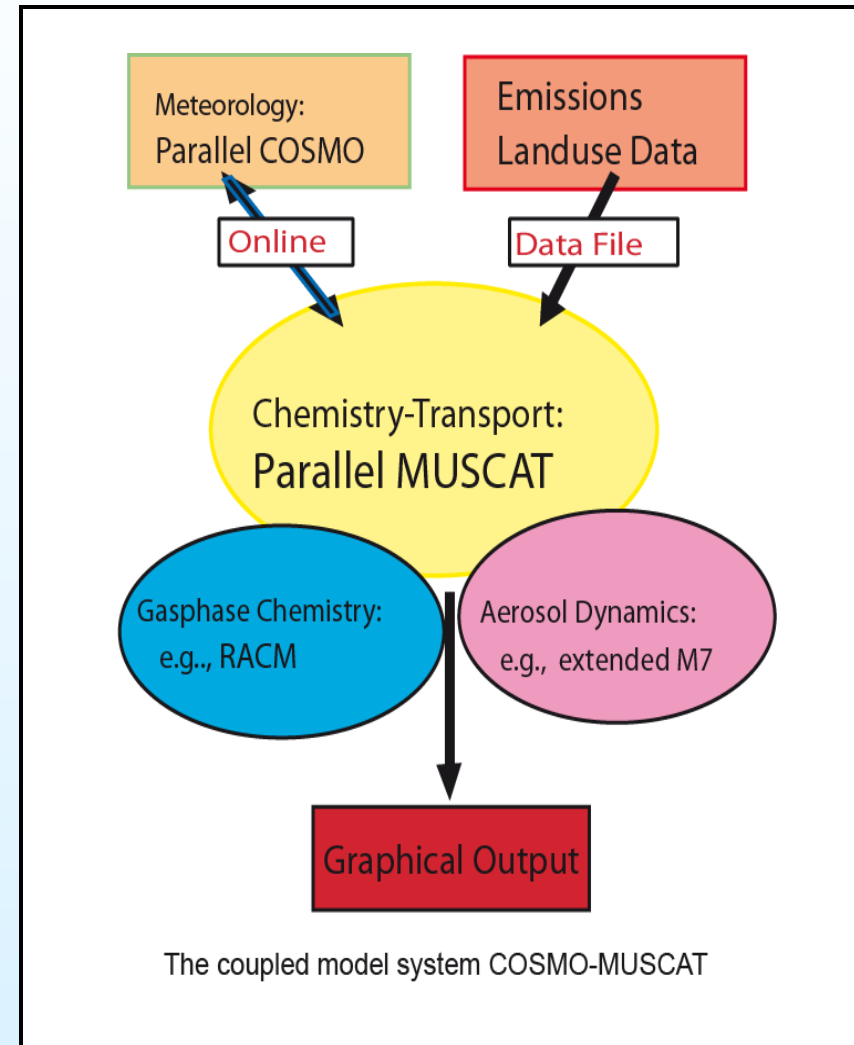 Meteorology:
Parallel COSMO
Emissions
Landuse Data
Online
Data File
Chemistry-Transport:
Parallel MUSCAT
Gasphase Chemistry:
e.g.., RACM
Aerosol Dynamics:
e.g., extended M7
Graphical Output
The coupled model system COSMO-MUSCAT